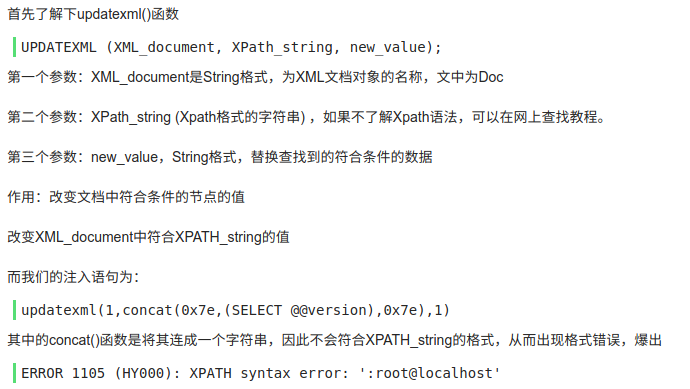 首先了解下updatexml()函数
UPDATEXML (XML_document, XPath_string, new_value);
第一个参数：XML_document是String格式，为XML文档对象的名称，文中为Doc
第二个参数：XPath_string (Xpath格式的字符串) ，如果不了解Xpath语法，可以在网上查找教程。
第三个参数：new_value，String格式，替换查找到的符合条件的数据
作用：改变文档中符合条件的节点的值
改变XML_document中符合XPATH_string的值
而我们的注入语句为：
updatexml(1,concat(0x7e,(SELECT @@version),0x7e),1)
其中的concat()函数是将其连成一个字符串，因此不会符合XPATH_string的格式，从而出现格式错误，爆出
ERROR 1105 (HY000): XPATH syntax error: ':root@localhost'